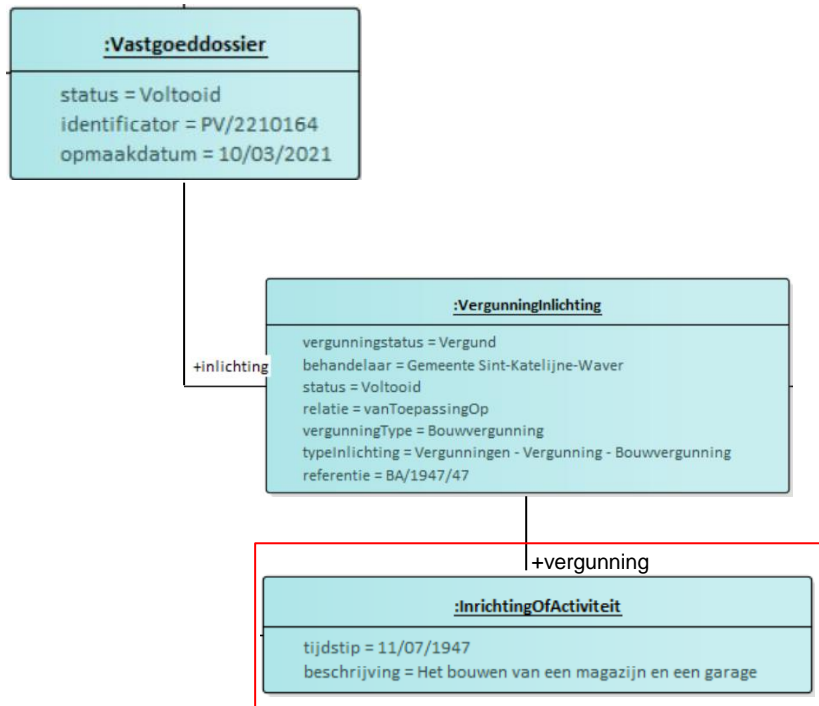 :Vastgoeddossier
status = Voltooid
identificator = PV/2210164
opmaakdatum = 10/03/2021
+inlichting
:VergunningInlichting
vergunningstatus = Vergund
behandelaar = Gemeente Sint-Katelijne-Waver
status = Voltooid
relatie = vanToepassingOp
vergunningType = Bouwvergunning
typeInlichting = Vergunningen - Vergunning - Bouwvergunning
referentie = BA/1947/47
+vergunning
:InrichtingOfActiviteit
tijdstip = 11/07/1947
beschrijving = Het bouwen van een magazijn en een garage